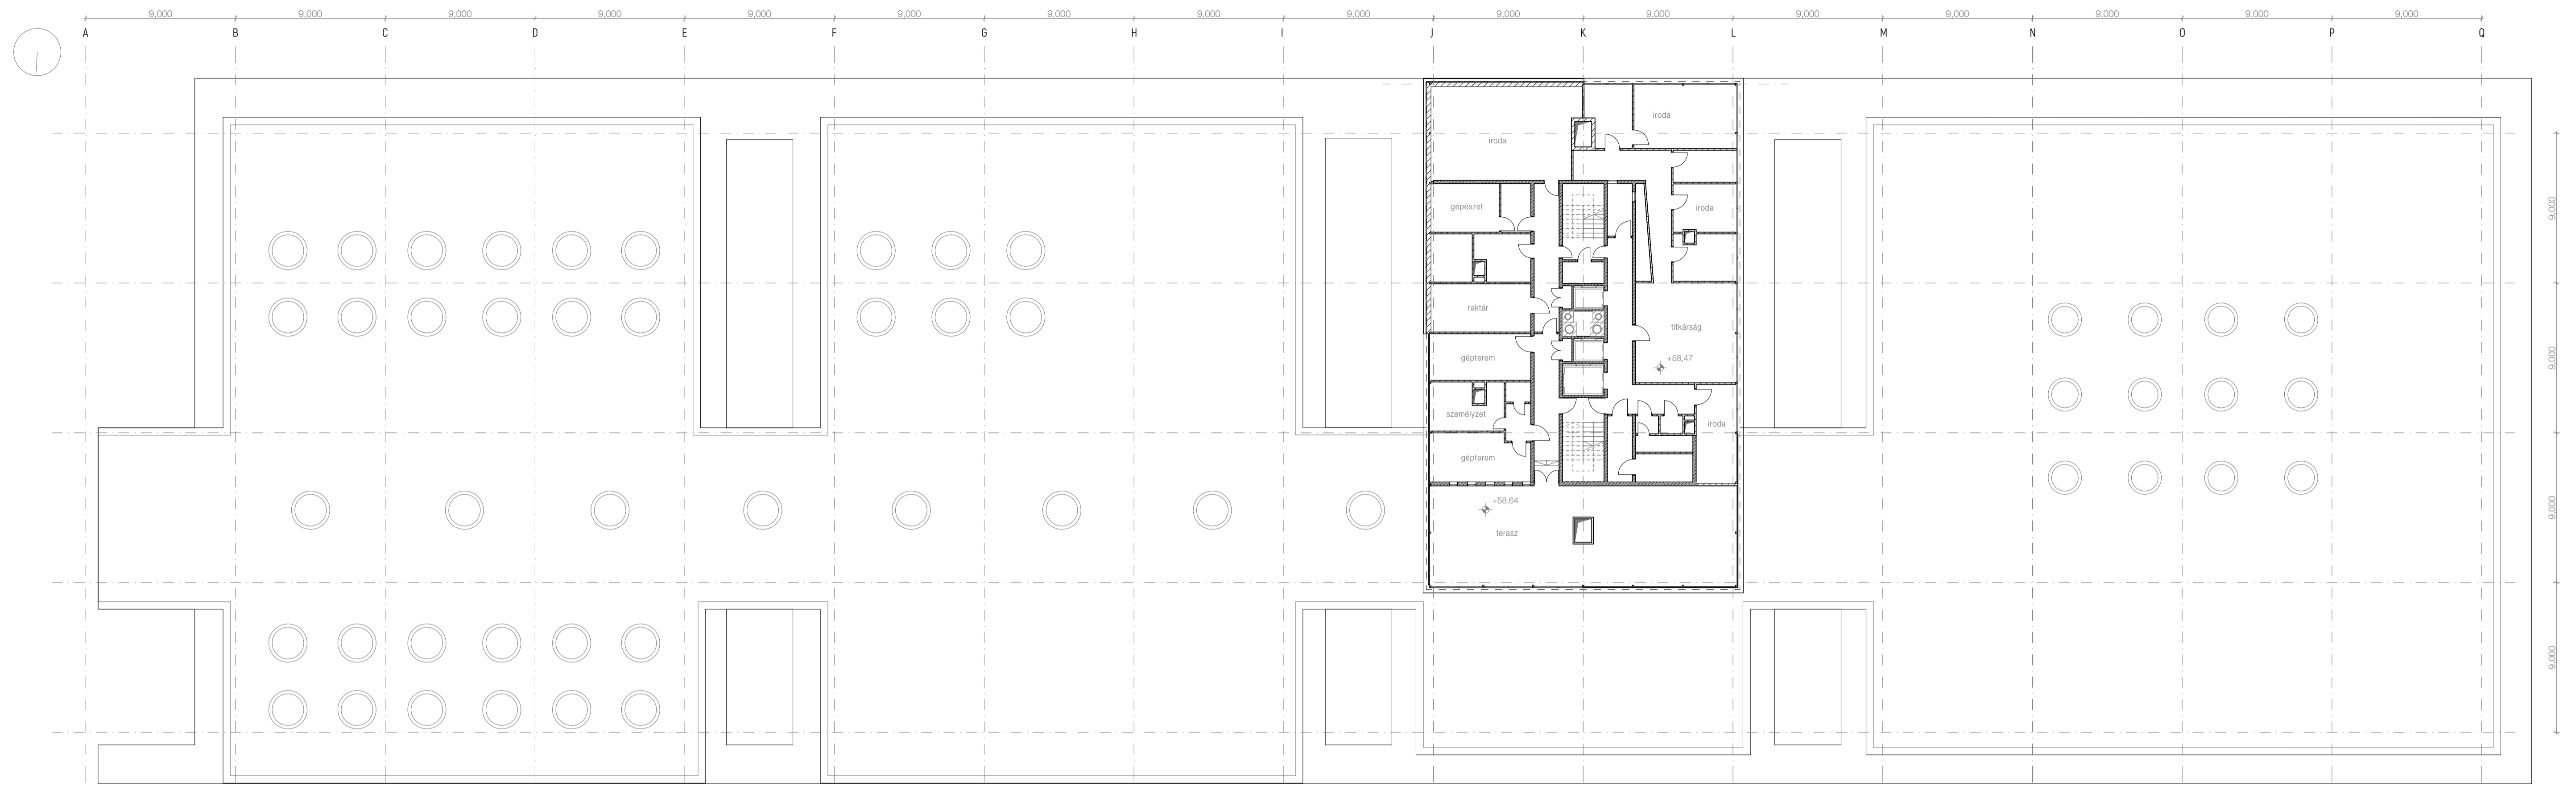 9,000 9,000 9,000 9,000 9,000 9,000 9,000 9,000 9,000 9,000 9,000 9,000 9,000 9,000 9,000 9,000
A B C D E F G H I J K L M N O P Q
iroda
iroda
gépészet
iroda
9,000
raktár
titkárság
gépterem
+58,47
9,000
személyzet
iroda
gépterem
+58,64
9,000
terasz
9,000